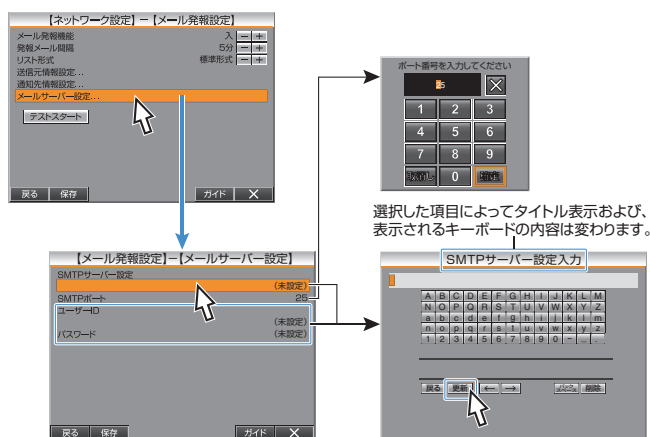 【ネットワーク設定】－【メール発報設定】
メール発報機能 入 － ＋
発報メール間隔 5分 － ＋
リスト形式 標準形式 － ＋
送信元情報設定...
通知先情報設定...
メールサーバー設定...
テストスタート
戻る 保存 ガイド ×
ポート番号を入力してください
25
1 2 3
4 5 6
7 8 9
取消し 0 確定
選択した項目によってタイトル表示および、
表示されるキーボードの内容は変わります。
【メール発報設定】－【メールサーバー設定】
SMTPサーバー設定
(未設定)
SMTPポート 25
ユーザーID
(未設定)
パスワード (未設定)
戻る 保存 ガイド ×
SMTPサーバー設定入力
A B C D E F G H I J K L M
N O P Q R S T U V W X Y Z
a b c d e f g h i j k l m
n o p q r s t u v w x y z
1 2 3 4 5 6 7 8 9 0 - _ .
戻る 更新 ← → 削除